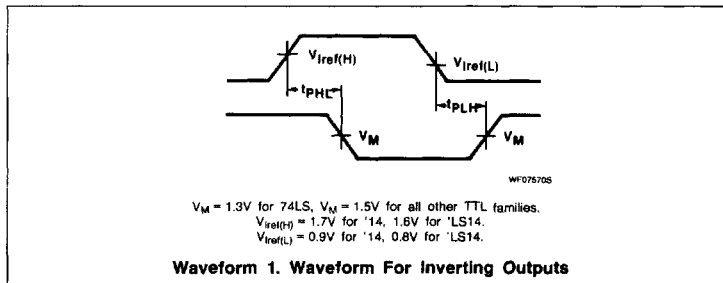 VIref(H)
VIref(L)
tPHL
tPLH
VM
VM
WF07570S
VM = 1.3V for 74LS, VM = 1.5V for all other TTL families.
VIref(H) = 1.7V for '14, 1.6V for 'LS14.
VIref(L) = 0.9V for '14, 0.8V for 'LS14.
Waveform 1. Waveform For Inverting Outputs